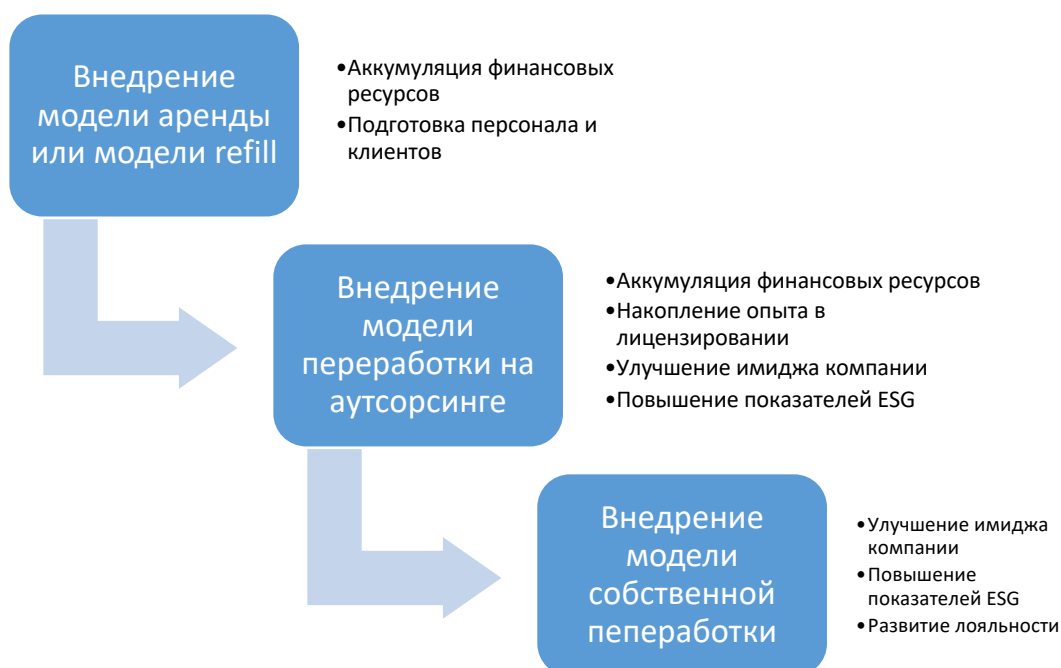 Внедрение
модели аренды
или модели refill
•Аккумуляция финансовых
ресурсов
•Подготовка персонала и
клиентов
Внедрение
модели
переработки на
аутсорсинге
•Аккумуляция финансовых ресурсов
•Накопление опыта в
лицензировании
•Улучшение имиджа компании
•Повышение показателей ESG
Внедрение
модели
собственной
пепеработки
•Улучшение имиджа
компании
•Повышение
показателей ESG
•Развитие лояльности